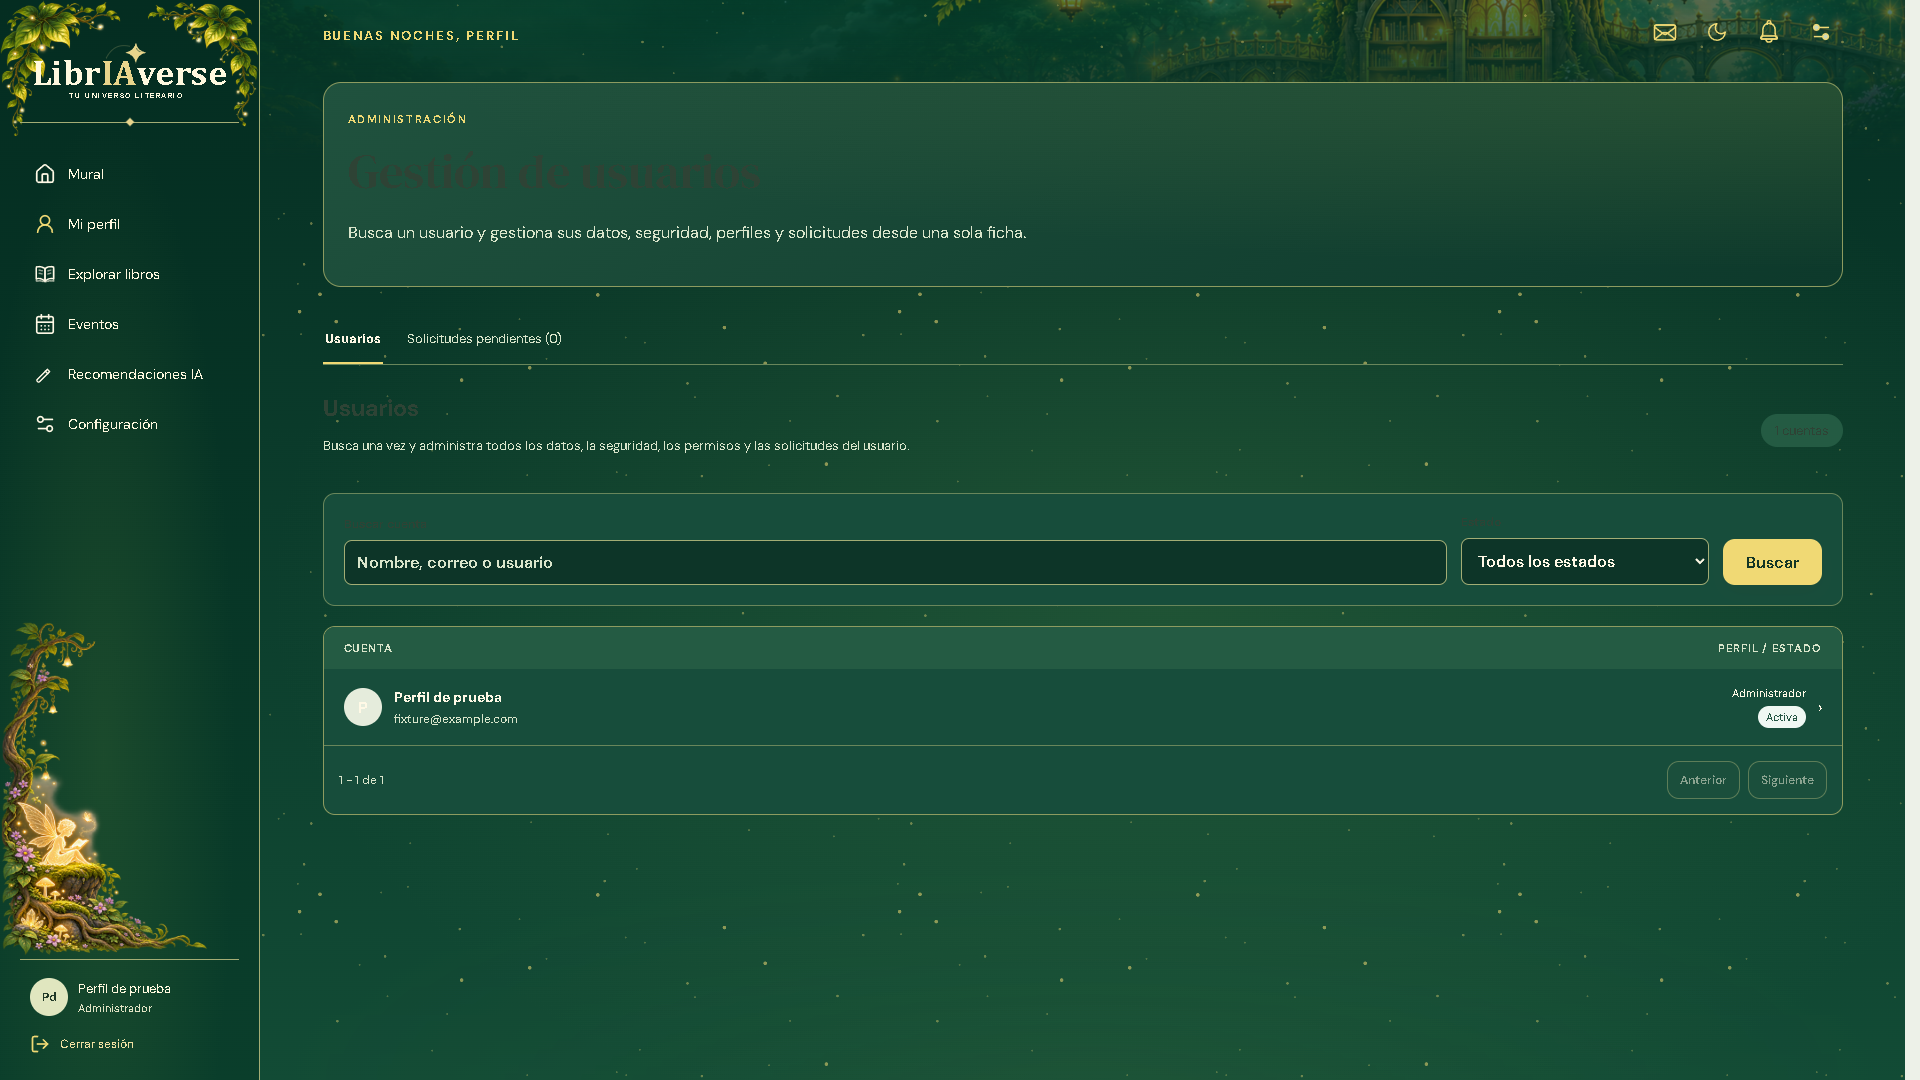 LibrIAverse
TU UNIVERSO LITERARIO
Mural
Mi perfil
Explorar libros
Eventos
Recomendaciones IA
Configuración
Pd
Perfil de prueba
Administrador
Cerrar sesión
BUENAS NOCHES, PERFIL
ADMINISTRACIÓN
Gestión de usuarios
Busca un usuario y gestiona sus datos, seguridad, perfiles y solicitudes desde una sola ficha.
Usuarios
Solicitudes pendientes (0)
Usuarios
Busca una vez y administra todos los datos, la seguridad, los permisos y las solicitudes del usuario.
1 cuentas
Nombre, correo o usuario
Todos los estados
Buscar
CUENTA
PERFIL / ESTADO
P
Perfil de prueba
fixture@example.com
Administrador
Activa
1 – 1 de 1
Anterior
Siguiente